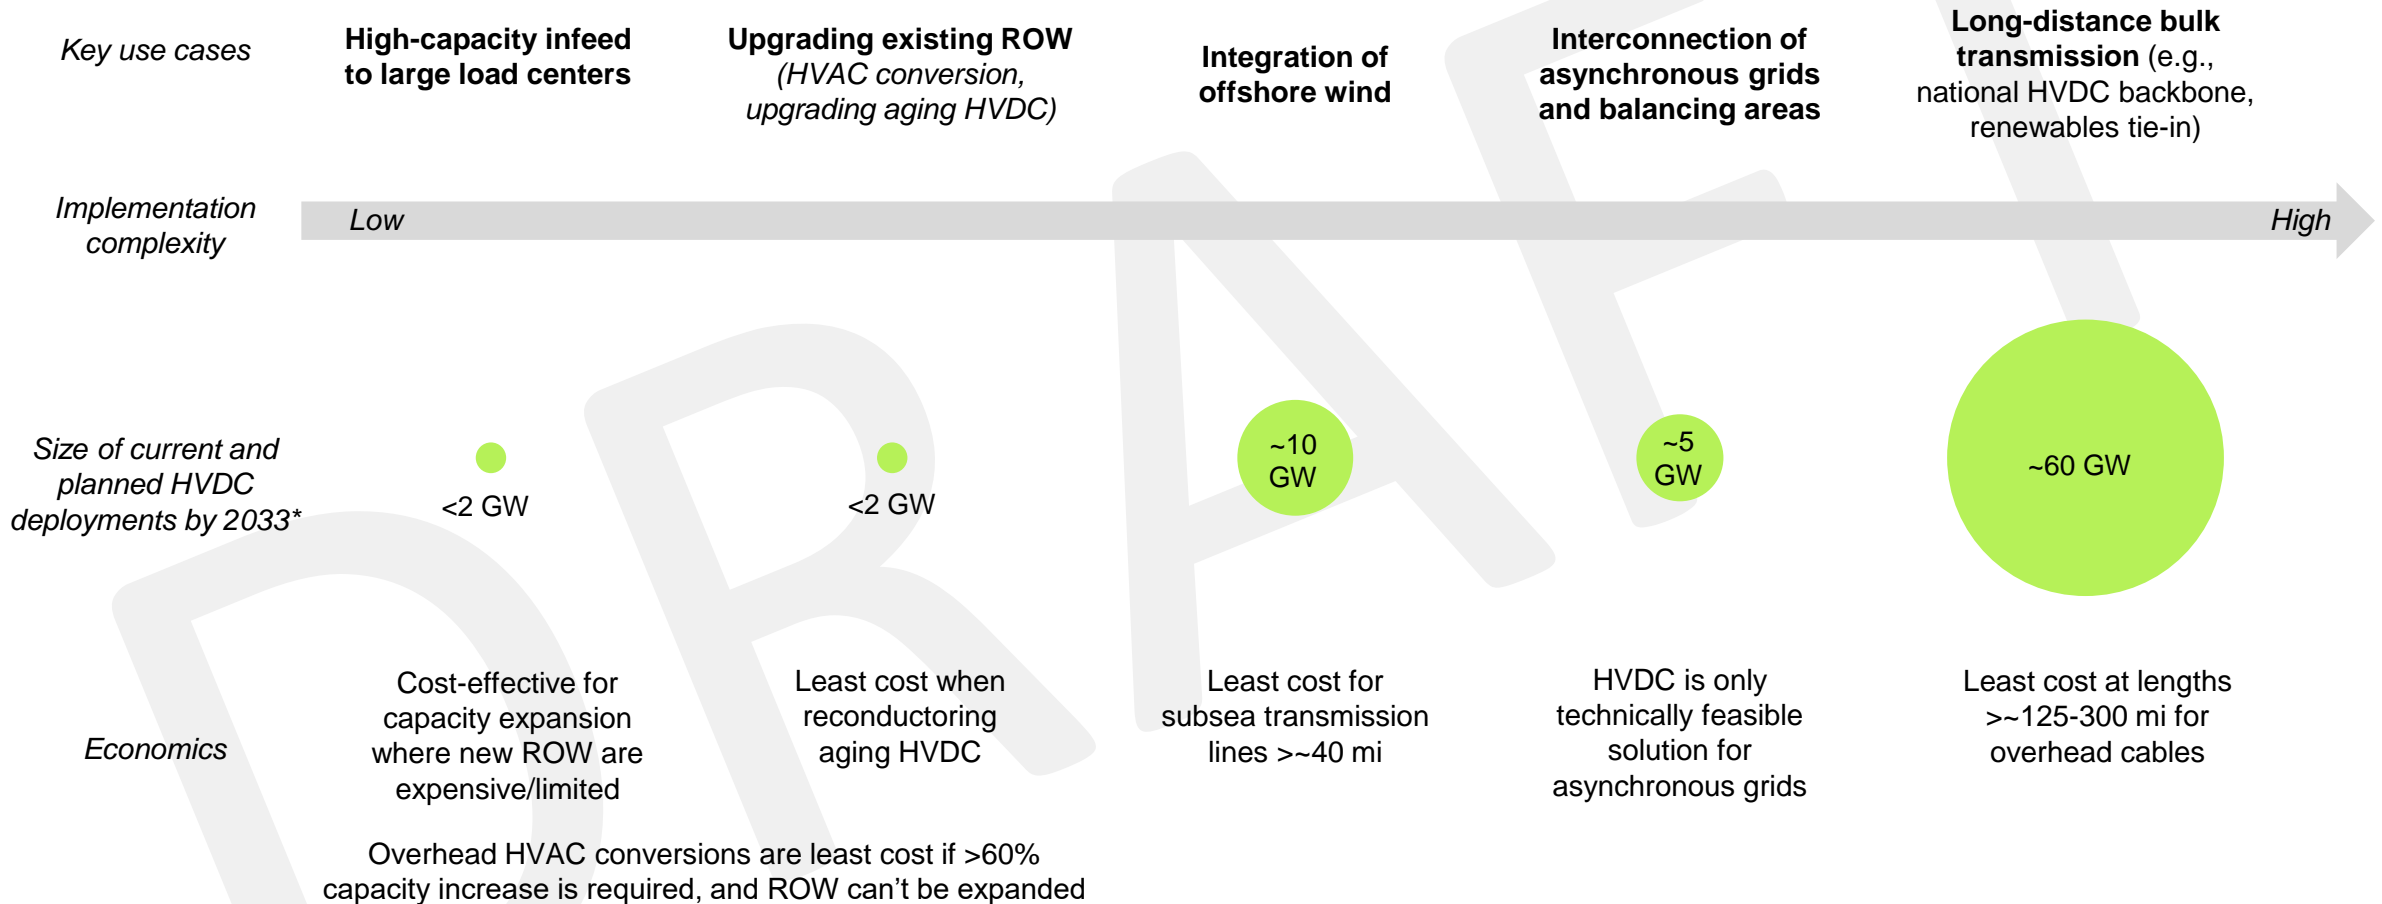 Key use cases
High-capacity infeed
to large load centers
Upgrading existing ROW
(HVAC conversion,
upgrading aging HVDC)
Integration of
offshore wind
Interconnection of
asynchronous grids
and balancing areas
Long-distance bulk
transmission (e.g.,
national HVDC backbone,
renewables tie-in)
Implementation
complexity
Low
High
Size of current and
planned HVDC
deployments by 2033*
<2 GW
<2 GW
~10
GW
~5
GW
~60 GW
Economics
Cost-effective for
capacity expansion
where new ROW are
expensive/limited
Least cost when
reconductoring
aging HVDC
Least cost for
subsea transmission
lines >~40 mi
HVDC is only
technically feasible
solution for
asynchronous grids
Least cost at lengths
>~125-300 mi for
overhead cables
Overhead HVAC conversions are least cost if >60%
capacity increase is required, and ROW can’t be expanded
DRAFT